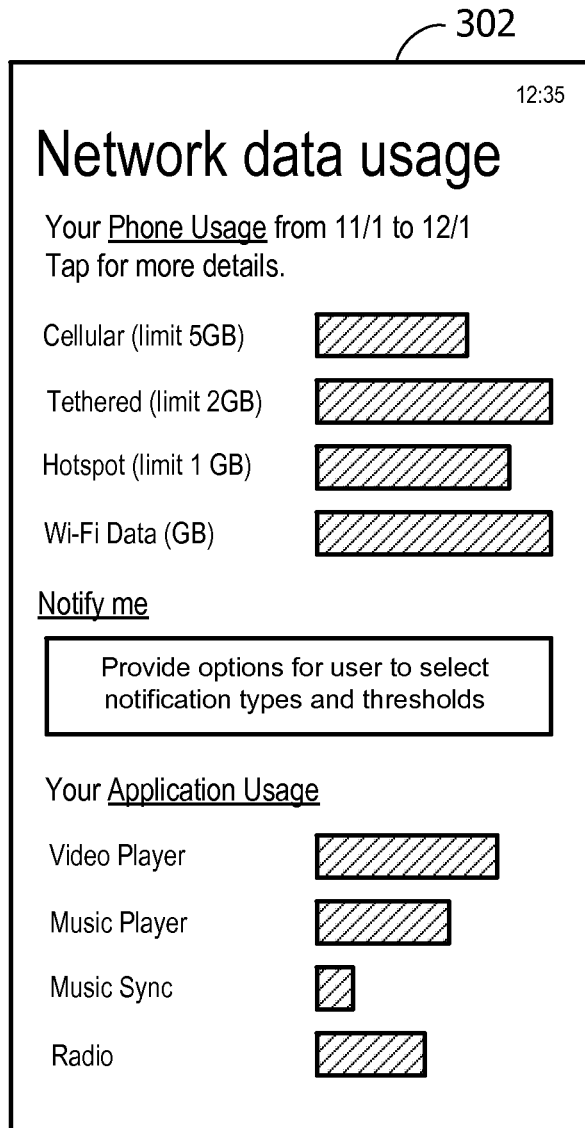 302
12:35
Network data usage
Your Phone Usage from 11/1 to 12/1
Tap for more details.
Cellular (limit 5GB)
Tethered (limit 2GB)
Hotspot (limit 1 GB)
Wi-Fi Data (GB)
Notify me
Provide options for user to select
notification types and thresholds
Your Application Usage
Video Player
Music Player
Music Sync
Radio